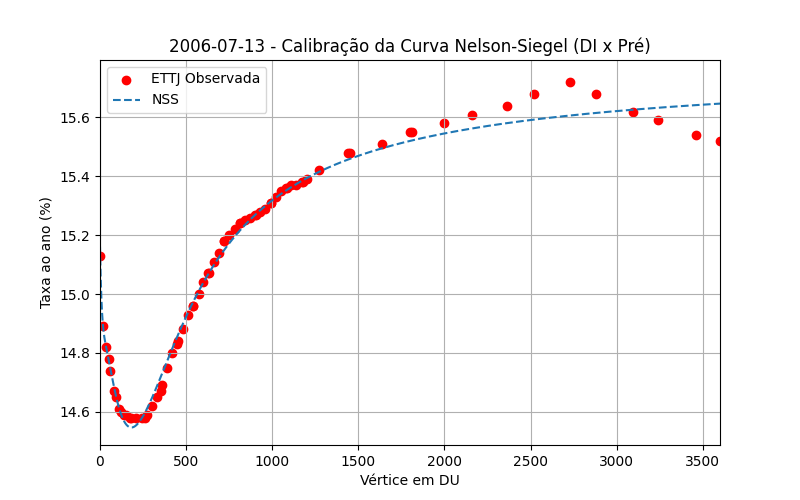 2006-07-13 - Calibração da Curva Nelson-Siegel (DI x Pré)
ETTJ Observada
NSS
Taxa ao ano (%)
15.6
15.4
15.2
15.0
14.8
14.6
0 500 1000 1500 2000 2500 3000 3500
Vértice em DU